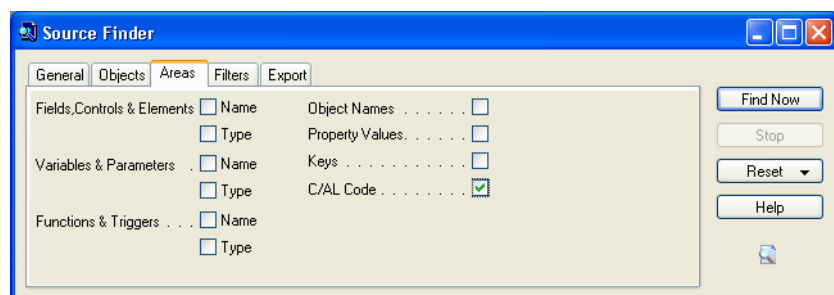 Source Finder
General Objects Areas Filters Export
Fields,Controls & Elements Name
Type
Variables & Parameters . Name
Type
Functions & Triggers . . . Name
Type
Object Names . . . . . .
Property Values. . . . . .
Keys . . . . . . . . . . .
C/AL Code . . . . . . . .
Find Now
Stop
Reset
Help